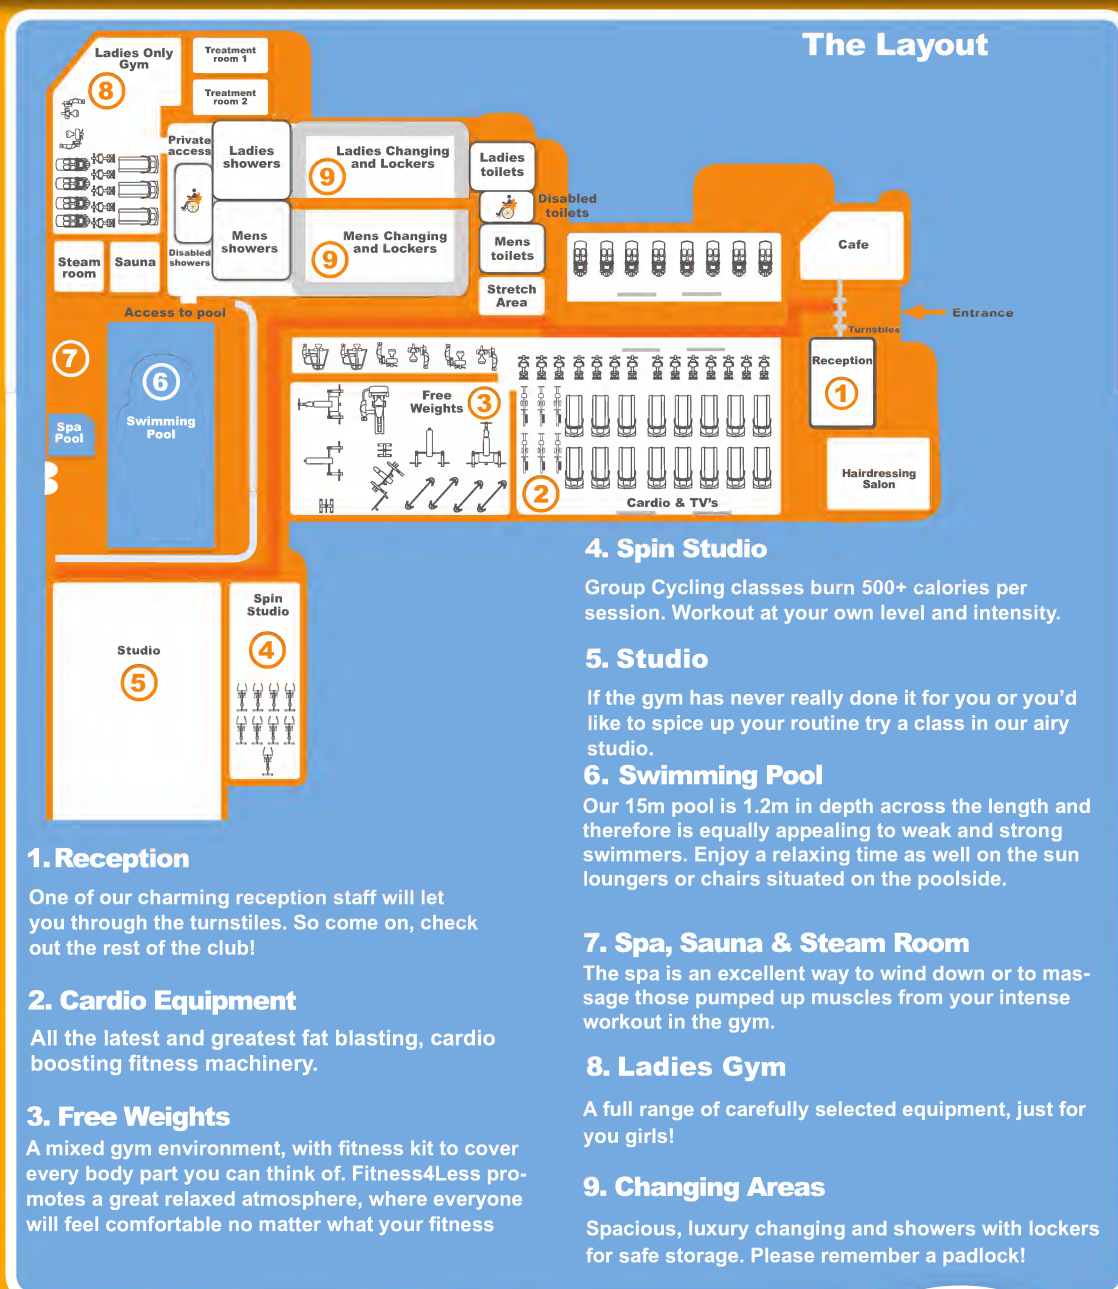 The Layout
Ladies Only
Gym
8
Treatment
room 1
Treatment
room 2
Private
access
Ladies
showers
Ladies Changing
and Lockers
9
Ladies
toilets
Disabled
toilets
Mens
showers
Mens Changing
and Lockers
9
Mens
toilets
Cafe
Steam
room
Sauna
Disabled
showers
Stretch
Area
Access to pool
Entrance
Turnstiles
7
6
Swimming
Pool
Spa
Pool
Reception
1
Free
Weights
3
2
Cardio & TV's
Hairdressing
Salon
Spin
Studio
4
Studio
5
4. Spin Studio
Group Cycling classes burn 500+ calories per
session. Workout at your own level and intensity.
5. Studio
If the gym has never really done it for you or you’d
like to spice up your routine try a class in our airy
studio.
6. Swimming Pool
Our 15m pool is 1.2m in depth across the length and
therefore is equally appealing to weak and strong
swimmers. Enjoy a relaxing time as well on the sun
loungers or chairs situated on the poolside.
7. Spa, Sauna & Steam Room
The spa is an excellent way to wind down or to mas-
sage those pumped up muscles from your intense
workout in the gym.
8. Ladies Gym
A full range of carefully selected equipment, just for
you girls!
9. Changing Areas
Spacious, luxury changing and showers with lockers
for safe storage. Please remember a padlock!
1. Reception
One of our charming reception staff will let
you through the turnstiles. So come on, check
out the rest of the club!
2. Cardio Equipment
All the latest and greatest fat blasting, cardio
boosting fitness machinery.
3. Free Weights
A mixed gym environment, with fitness kit to cover
every body part you can think of. Fitness4Less pro-
motes a great relaxed atmosphere, where everyone
will feel comfortable no matter what your fitness